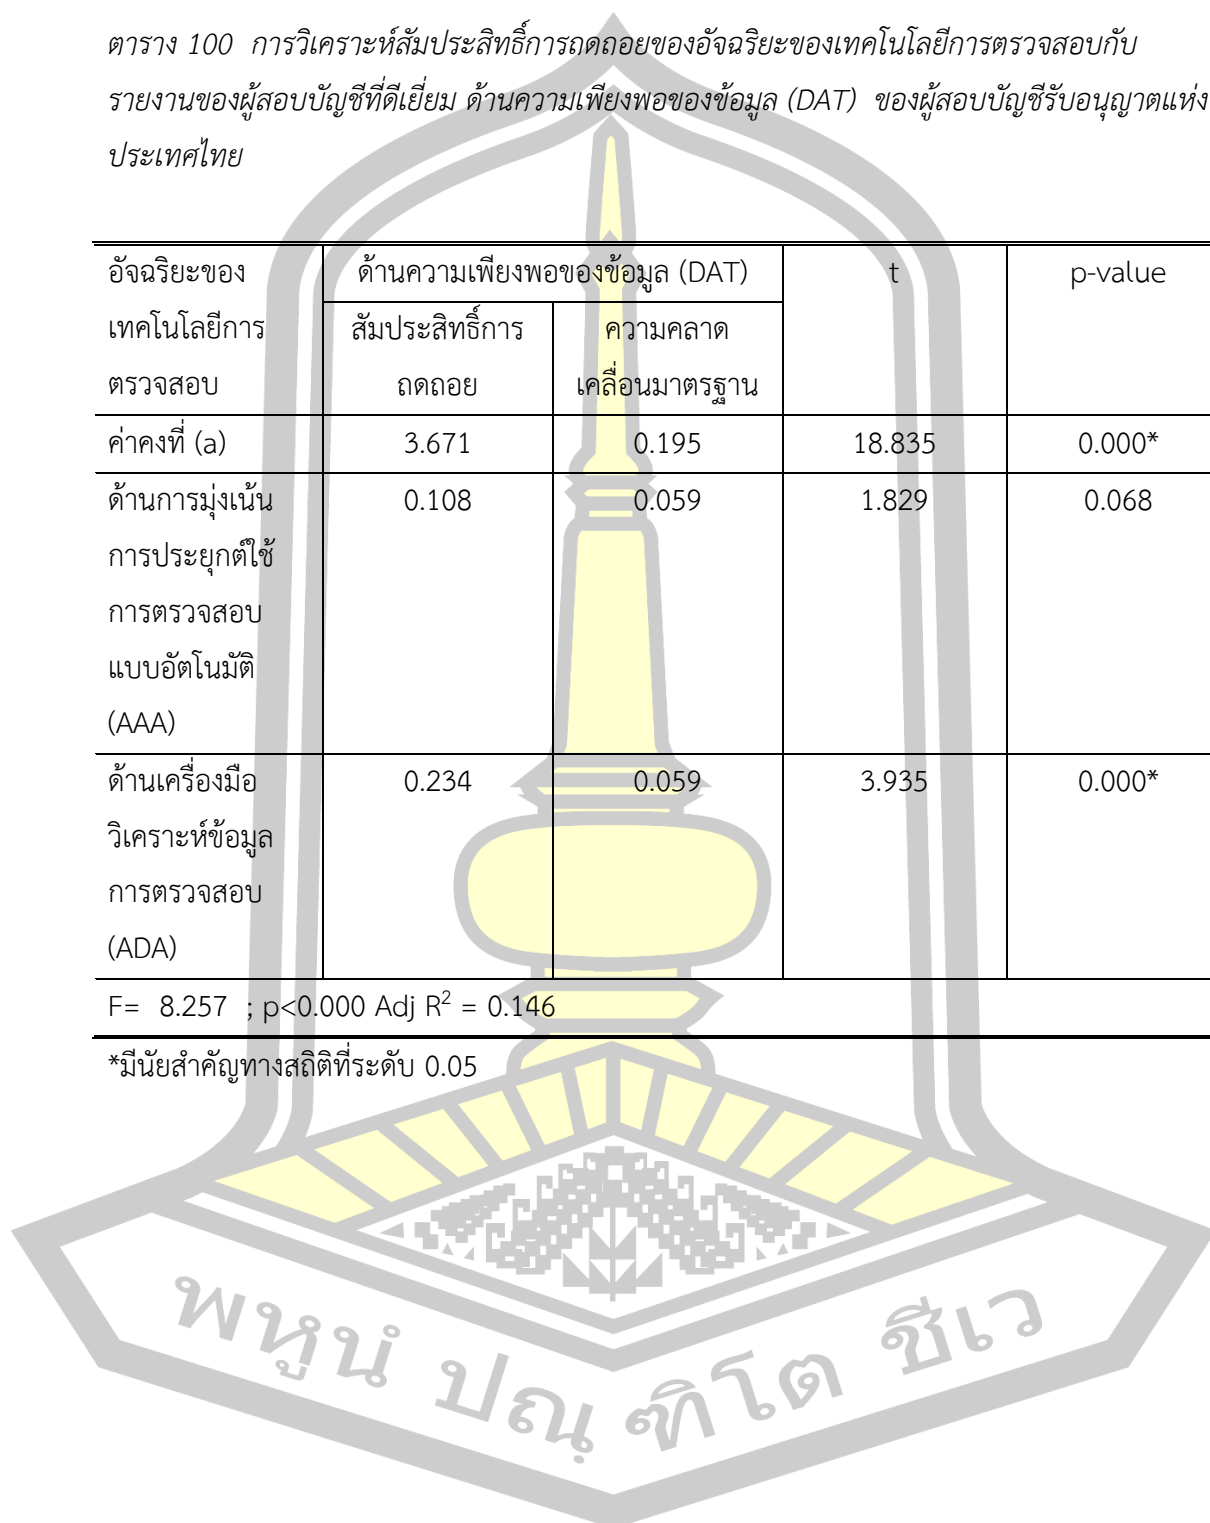 ตาราง 100 การวิเคราะห์สัมประสิทธิ์การถดถอยของอัจฉริยะของเทคโนโลยีการตรวจสอบกับ
รายงานของผู้สอบบัญชีที่ดีเยี่ยม ด้านความเพียงพอของข้อมูล (DAT) ของผู้สอบบัญชีรับอนุญาตแห่ง
ประเทศไทย
อัจฉริยะของ ด้านความเพียงพอของข้อมูล (DAT) t p-value
เทคโนโลยีการ สัมประสิทธิ์การ ความคลาด
ตรวจสอบ ถดถอย เคลื่อนมาตรฐาน
ค่าคงที่ (a) 3.671 0.195 18.835 0.000*
ด้านการมุ่งเน้น 0.108 0.059 1.829 0.068
การประยุกต์ใช้
การตรวจสอบ
แบบอัตโนมัติ
(AAA)
ด้านเครื่องมือ 0.234 0.059 3.935 0.000*
วิเคราะห์ข้อมูล
การตรวจสอบ
(ADA)
F= 8.257 ; p<0.000 Adj R² = 0.146
*มีนัยสำคัญทางสถิติที่ระดับ 0.05
พหูนํ ปณฺฑิโต ชีเว